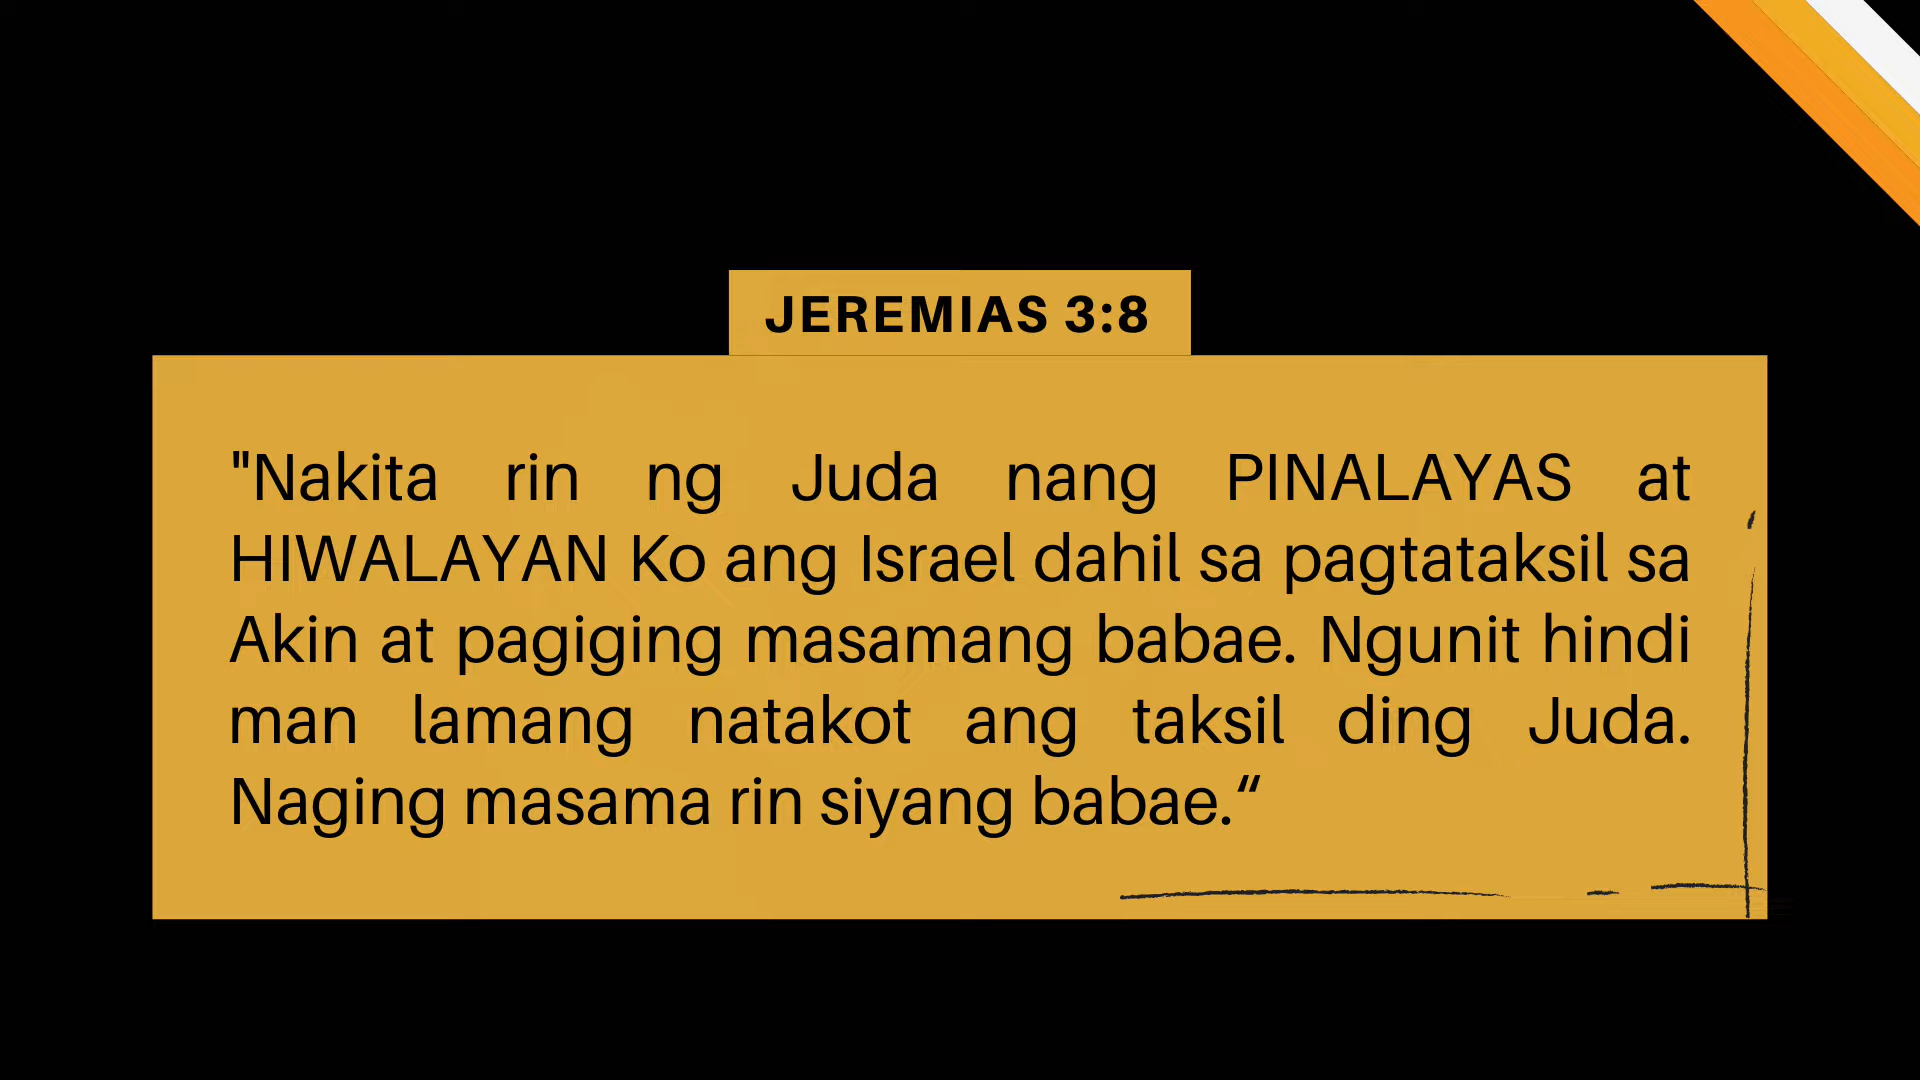 JEREMIAS 3:8
"Nakita rin ng Juda nang PINALAYAS at
HIWALAYAN Ko ang Israel dahil sa pagtataksil sa
Akin at pagiging masamang babae. Ngunit hindi
man lamang natakot ang taksil ding Juda.
Naging masama rin siyang babae.“